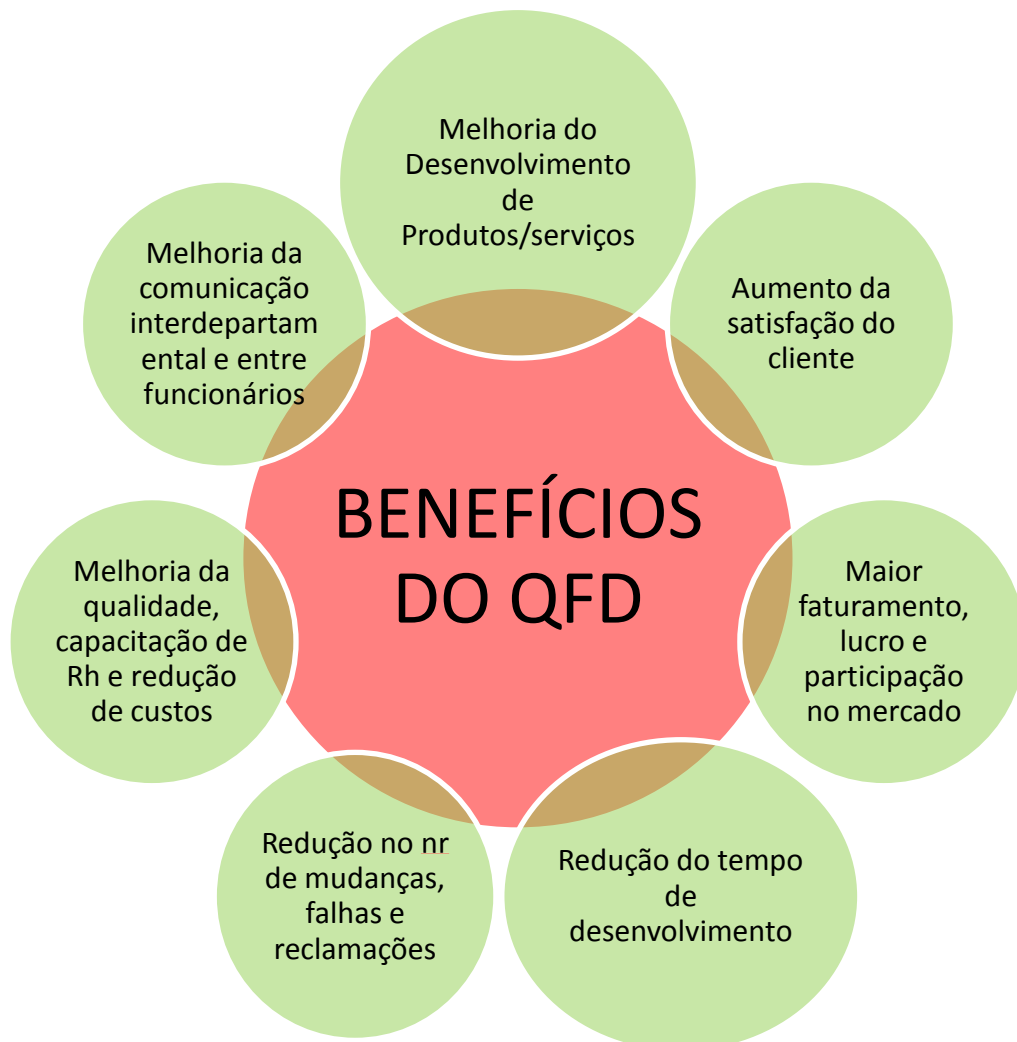 Melhoria do
Desenvolvimento
de
Produtos/serviços
Aumento da
satisfação do
cliente
Maior
faturamento,
lucro e
participação
no mercado
Redução do tempo
de
desenvolvimento
Redução no nr
de mudanças,
falhas e
reclamações
Melhoria da
qualidade,
capacitação de
Rh e redução
de custos
Melhoria da
comunicação
interdepartam
ental e entre
funcionários
BENEFÍCIOS
DO QFD